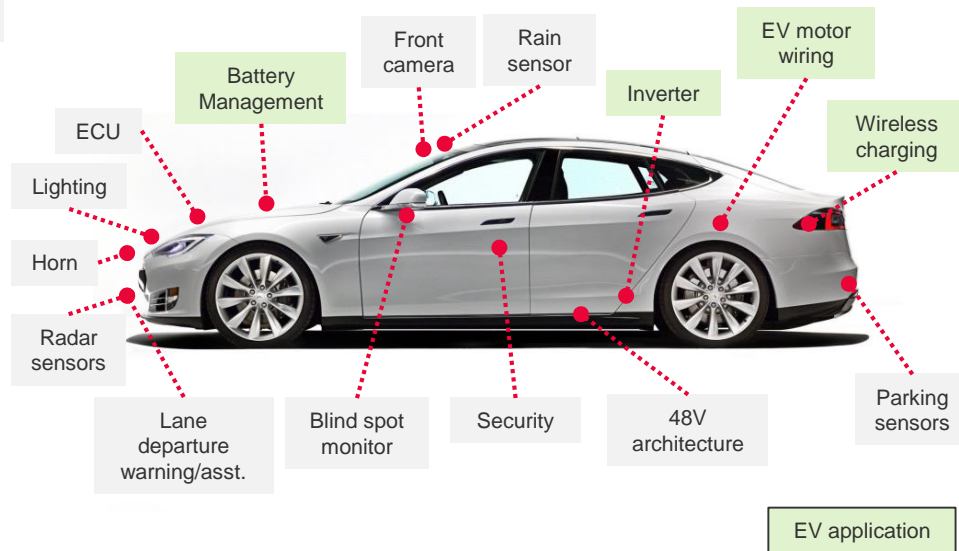 Front
camera
Rain
sensor
EV motor
wiring
Battery
Management
Inverter
ECU
Wireless
charging
Lighting
Horn
Radar
sensors
Lane
departure
warning/asst.
Blind spot
monitor
Security
48V
architecture
Parking
sensors
EV application